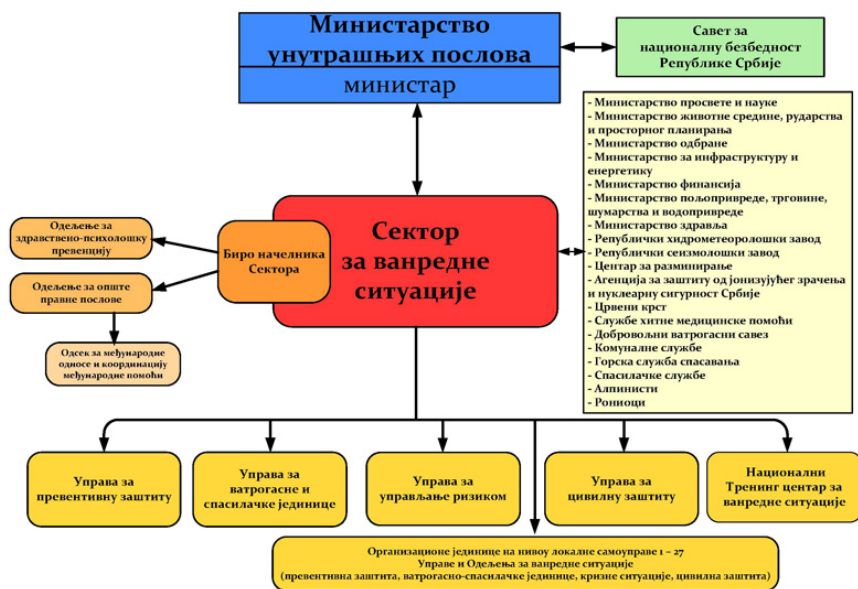 Министарство
унутрашњих послова
министар
Савет за
националну безбедност
Републике Србије
- Министарство просвете и науке
- Министарство животне средине, рударства
и просторног планирања
- Министарство одбране
- Министарство за инфраструктуру и
енергетику
- Министарство финансија
- Министарство пољопривреде, трговине,
шумарства и водопривреде
- Министарство здравља
- Републички хидрометеоролошки завод
- Републички сеизмолошки завод
- Центар за разминирање
- Агенција за заштиту од јонизујућег зрачења
и нуклеарну сигурност Србије
- Црвени крст
- Службе хитне медицинске помоћи
- Добровољни ватрогасни савез
- Комуналне службе
- Горска служба спасавања
- Спасилачке службе
- Алпинисти
- Рониоци
Сектор
за ванредне
ситуације
Биро начелника
Сектора
Одељење за
здравствено-психолошку
превенцију
Одељење за опште
правне послове
Одсек за међународне
односе и координацију
међународне помоћи
Управа за
превентивну заштиту
Управа за
ватрогасне и
спасилачке јединице
Управа за
управљање ризиком
Управа за
цивилну заштиту
Национални
Тренинг центар за
ванредне ситуације
Организационе јединице на нивоу локалне самоуправе 1 – 27
Управе и Одељења за ванредне ситуације
(превентивна заштита, ватрогасно-спасилачке јединице, кризне ситуације, цивилна заштита)